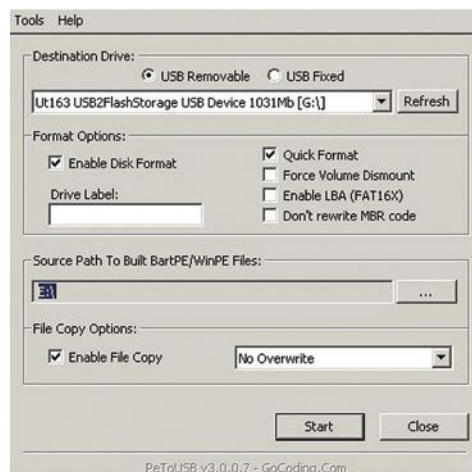 Tools Help
Destination Drive:
USB Removable USB Fixed
Ut163 USB2FlashStorage USB Device 1031Mb [G:\] Refresh
Format Options:
Enable Disk Format
Quick Format
Force Volume Dismount
Enable LBA (FAT16X)
Don't rewrite MBR code
Drive Label:
Source Path To Built BartPE/WinPE Files:
E:\ ...
File Copy Options:
Enable File Copy No Overwrite
Start Close
PeToUSB v3.0.0.7 - GoCoding.Com